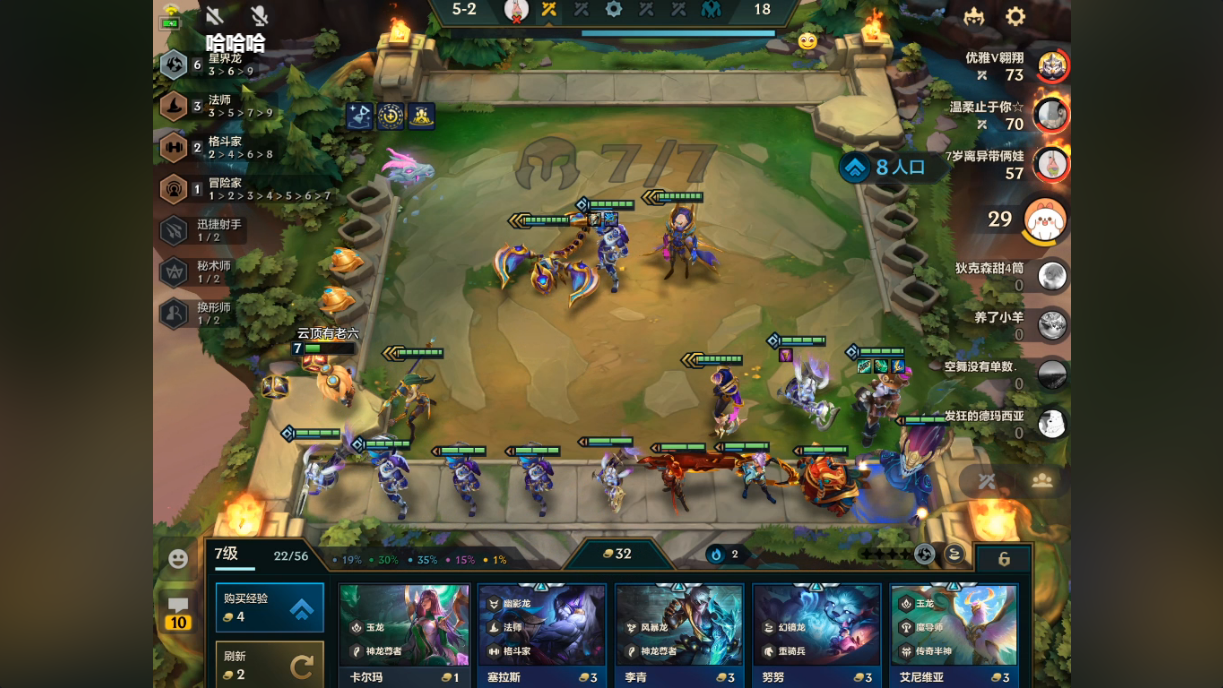 5-2
18
哈哈哈
6 星界龙
3 > 6 > 9
3 法师
3 > 5 > 7 > 9
2 格斗家
2 > 4 > 6 > 8
1 冒险家
1 > 2 > 3 > 4 > 5 > 6 > 7
迅捷射手
1 / 2
秘术师
1 / 2
换形师
1 / 2
7/7
8人口
优雅V翱翔
73
温柔止于你☆
70
7岁离异带俩娃
57
29
狄克森甜4筒
0
养了小羊
0
空舞没有单数.
0
发狂的德玛西亚
0
云顶有老六
7
7级
22/56
19% 30% 35% 15% 1%
32
2
6
10
购买经验
4
刷新
2
玉龙
神龙尊者
卡尔玛 1
幽影龙
法师
格斗家
塞拉斯 3
风暴龙
神龙尊者
李青 3
幻镜龙
重骑兵
努努 3
玉龙
魔导师
传奇半神
艾尼维亚 3